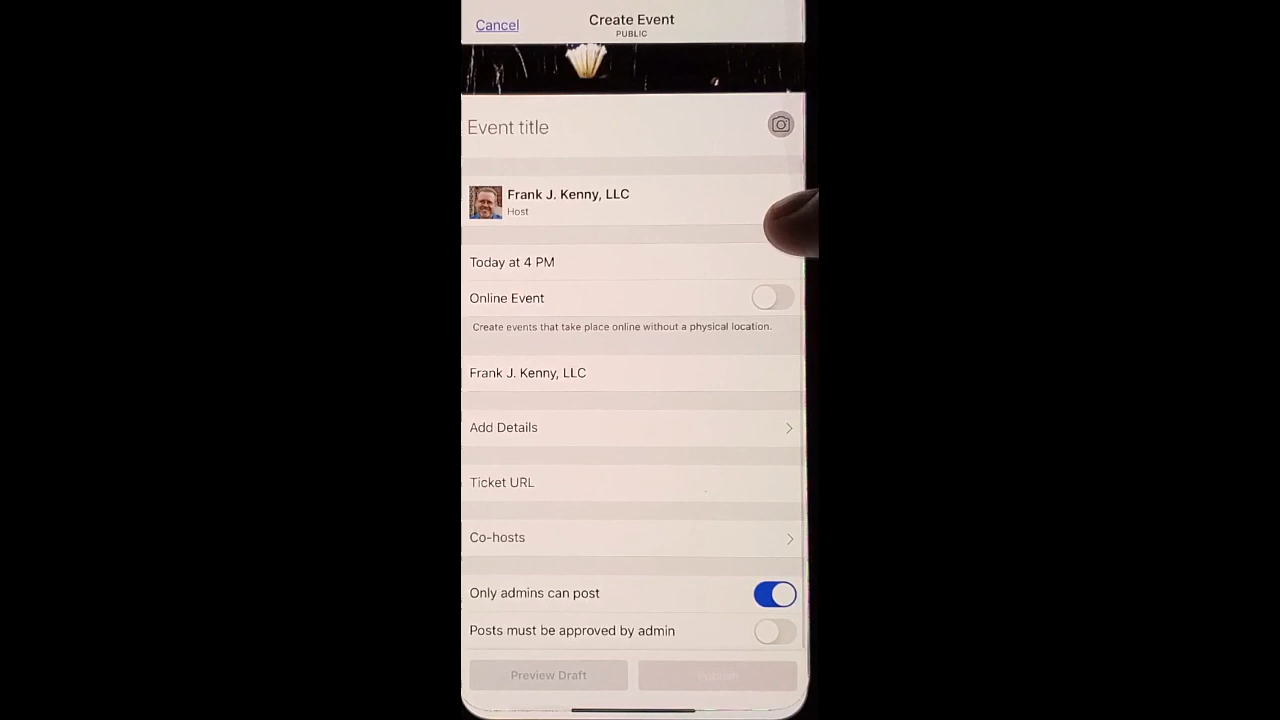 Cancel
Create Event
PUBLIC
Event title
Frank J. Kenny, LLC
Host
Today at 4 PM
Online Event
Create events that take place online without a physical location.
Frank J. Kenny, LLC
Add Details
Ticket URL
Co-hosts
Only admins can post
Posts must be approved by admin
Preview Draft
Publish